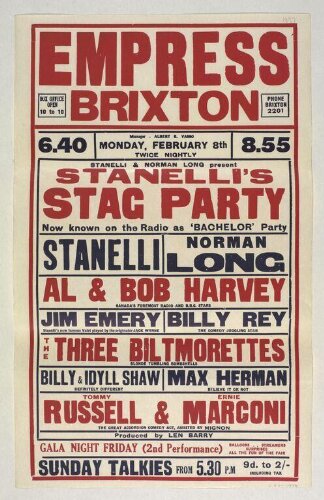 EMPRESS
BOX OFFICE OPEN 10 to 10
BRIXTON
PHONE BRIXTON 2201
Manager - ALBERT E. VASCO
6.40 MONDAY, FEBRUARY 8th 8.55
TWICE NIGHTLY
STANELLI & NORMAN LONG present
STANELLI'S
STAG PARTY
Now known on the Radio as 'BACHELOR' Party
STANELLI NORMAN LONG
AL & BOB HARVEY
CANADA'S FOREMOST RADIO AND B.B.C. STARS
JIM EMERY BILLY REY
THE COMEDY JUGGLING STAR
THE THREE BILTMORETTES
BLONDE TUMBLING BOMBSHELLS
BILLY & IDYLL SHAW MAX HERMAN
DEFINITELY DIFFERENT BELIEVE IT OR NOT
TOMMY RUSSELL & ERNIE MARCONI
THE GREAT ACCORDION COMEDY ACT, ASSISTED BY MIGNON
Produced by LEN BARRY
GALA NIGHT FRIDAY (2nd Performance)
BALLOONS STREAMERS
SURPRISES
ALL THE FUN OF THE FAIR
SUNDAY TALKIES FROM 5.30 P.M 9d. to 2/-
INCLUDING TAX